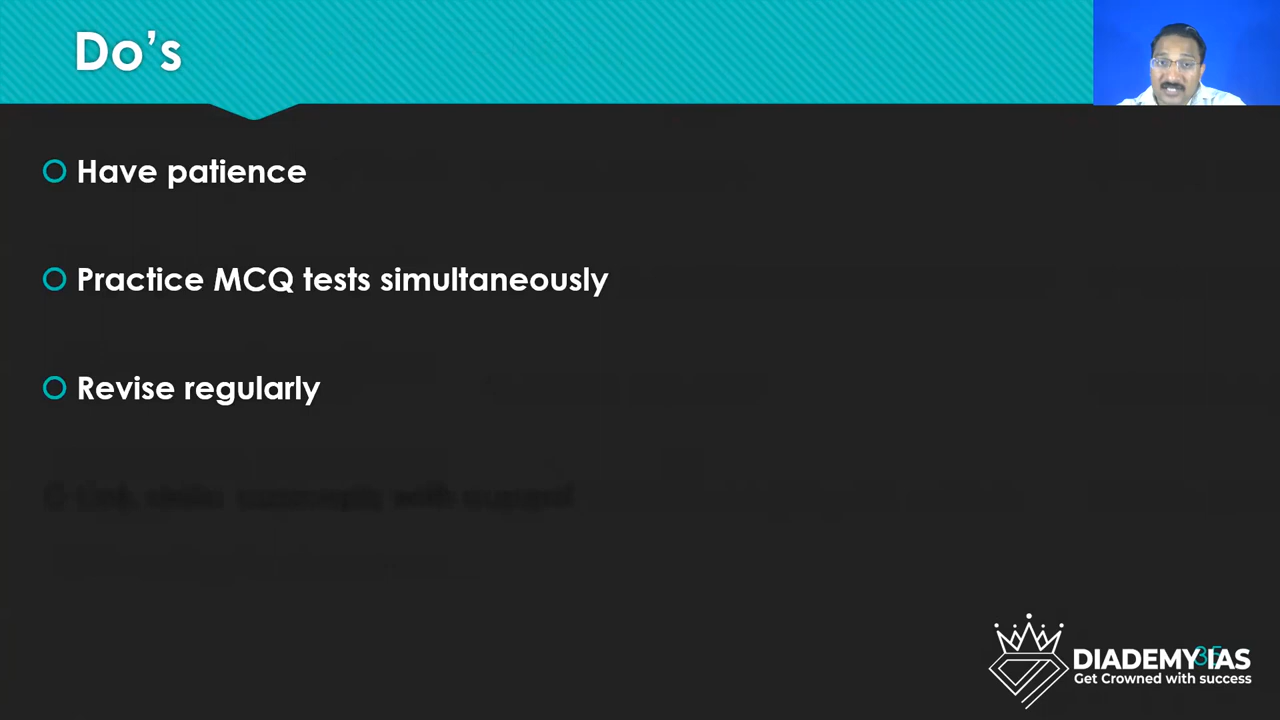 Do’s
Have patience
Practice MCQ tests simultaneously
Revise regularly
DIADEMY IAS
Get Crowned with success